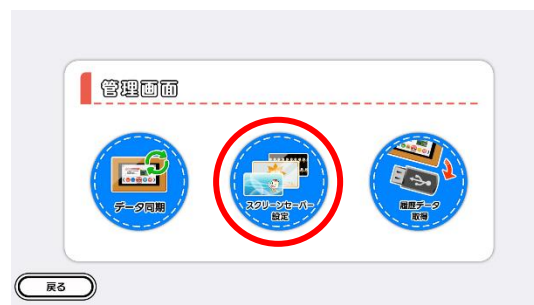 管理画面
データ同期
スクリーンセーバー
設定
履歴データ
取得
戻る